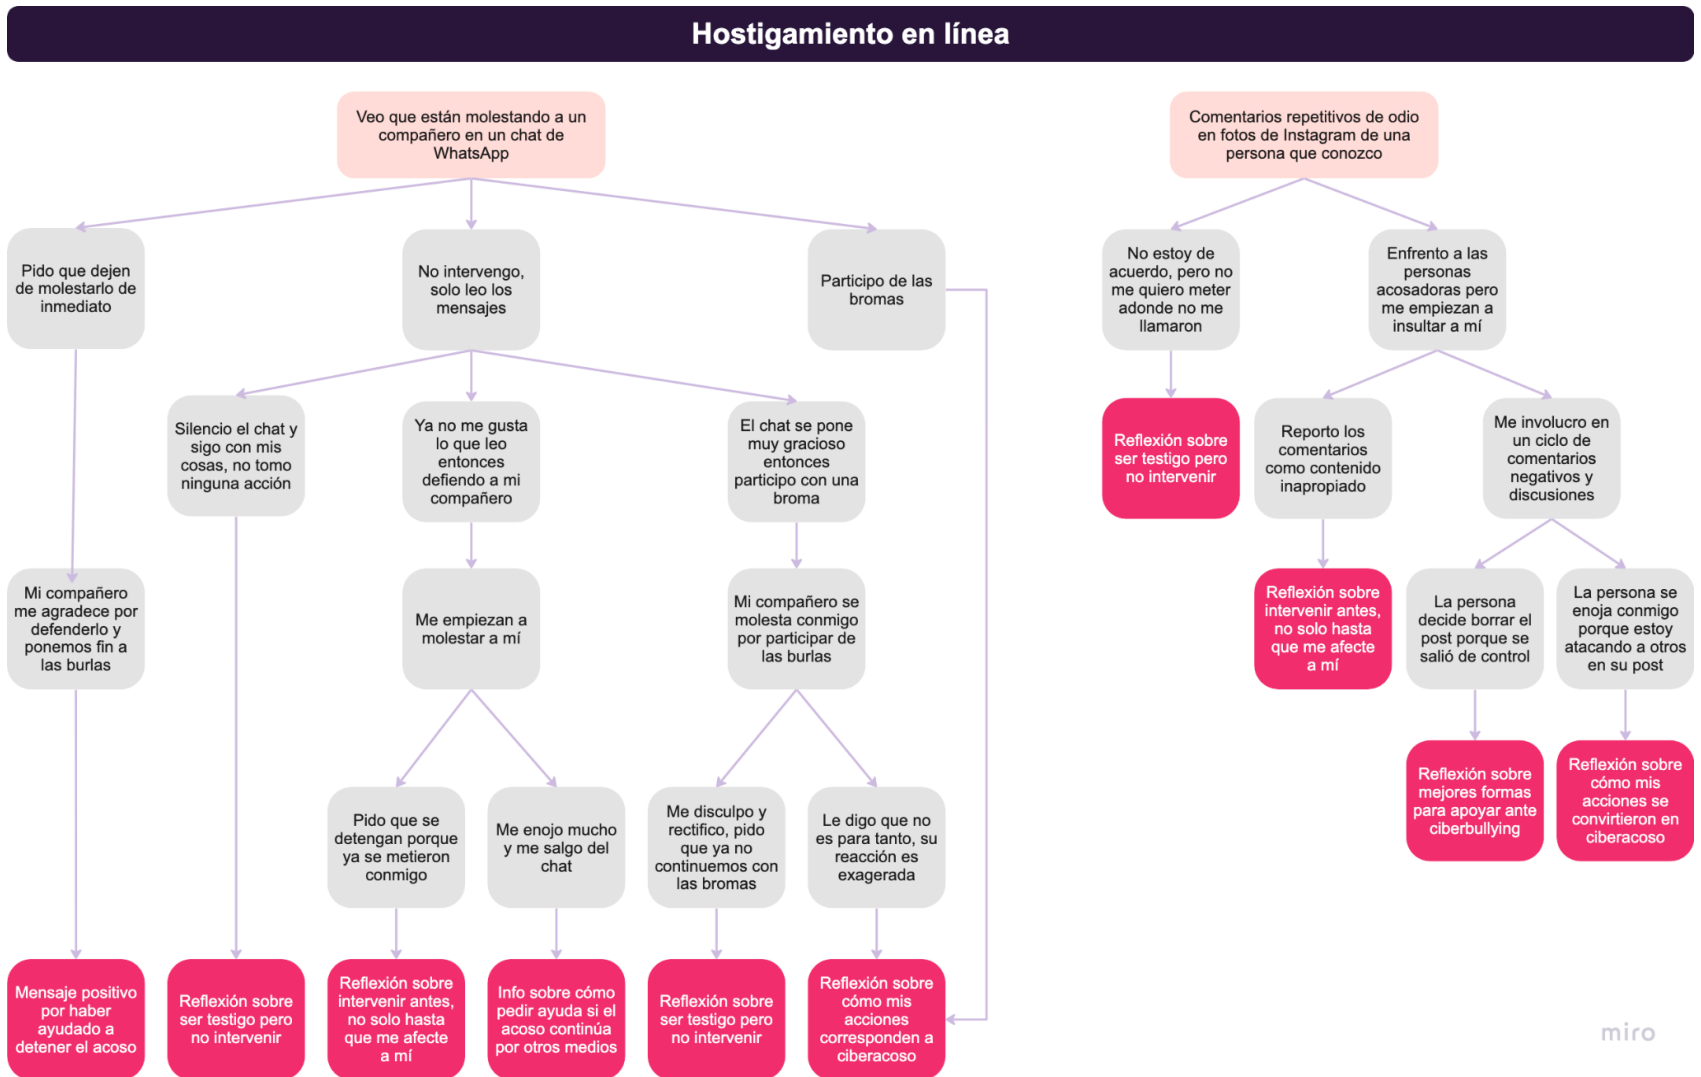 Hostigamiento en línea
Veo que están molestando a un
compañero en un chat de
WhatsApp
Comentarios repetitivos de odio
en fotos de Instagram de una
persona que conozco
Pido que dejen
de molestarlo de
inmediato
No intervengo,
solo leo los
mensajes
Participo de las
bromas
No estoy de
acuerdo, pero no
me quiero meter
adonde no me
llamaron
Enfrento a las
personas
acosadoras pero
me empiezan a
insultar a mí
Silencio el chat y
sigo con mis
cosas, no tomo
ninguna acción
Ya no me gusta
lo que leo
entonces
defiendo a mi
compañero
El chat se pone
muy gracioso
entonces
participo con una
broma
Reflexión sobre
ser testigo pero
no intervenir
Reporto los
comentarios
como contenido
inapropiado
Me involucro en
un ciclo de
comentarios
negativos y
discusiones
Mi compañero
me agradece por
defenderlo y
ponemos fin a
las burlas
Me empiezan a
molestar a mí
Mi compañero se
molesta conmigo
por participar de
las burlas
Reflexión sobre
intervenir antes,
no solo hasta
que me afecte
a mí
La persona
decide borrar el
post porque se
salió de control
La persona se
enoja conmigo
porque estoy
atacando a otros
en su post
Pido que se
detengan porque
ya se metieron
conmigo
Me enojo mucho
y me salgo del
chat
Me disculpo y
rectifico, pido
que ya no
continuemos con
las bromas
Le digo que no
es para tanto, su
reacción es
exagerada
Reflexión sobre
mejores formas
para apoyar ante
ciberbullying
Reflexión sobre
cómo mis
acciones se
convirtieron en
ciberacoso
Mensaje positivo
por haber
ayudado a
detener el acoso
Reflexión sobre
ser testigo pero
no intervenir
Reflexión sobre
intervenir antes,
no solo hasta
que me afecte
a mí
Info sobre cómo
pedir ayuda si el
acoso continúa
por otros medios
Reflexión sobre
ser testigo pero
no intervenir
Reflexión sobre
cómo mis
acciones
corresponden a
ciberacoso
miro